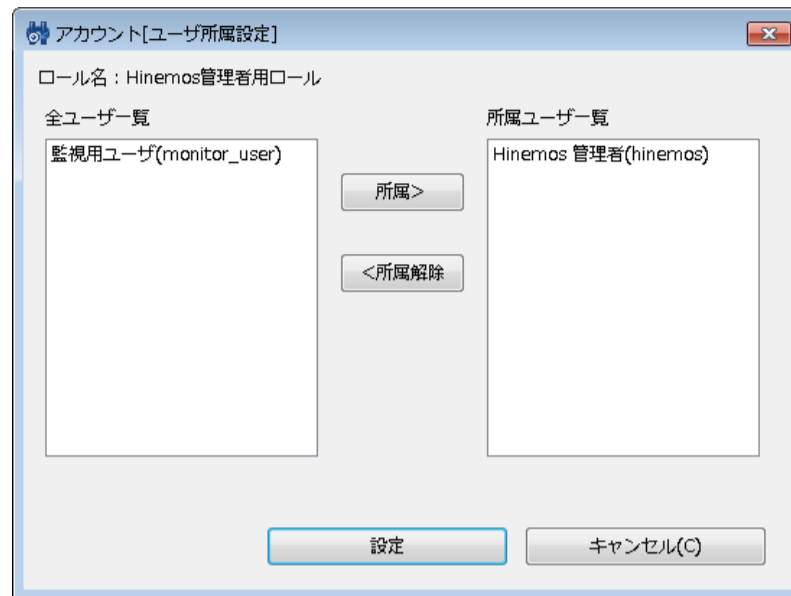 アカウント[ユーザ所属設定]
ロール名：Hinemos管理者用ロール
全ユーザ一覧
所属ユーザ一覧
監視用ユーザ(monitor_user)
Hinemos 管理者(hinemos)
所属>
<所属解除
設定
キャンセル(C)